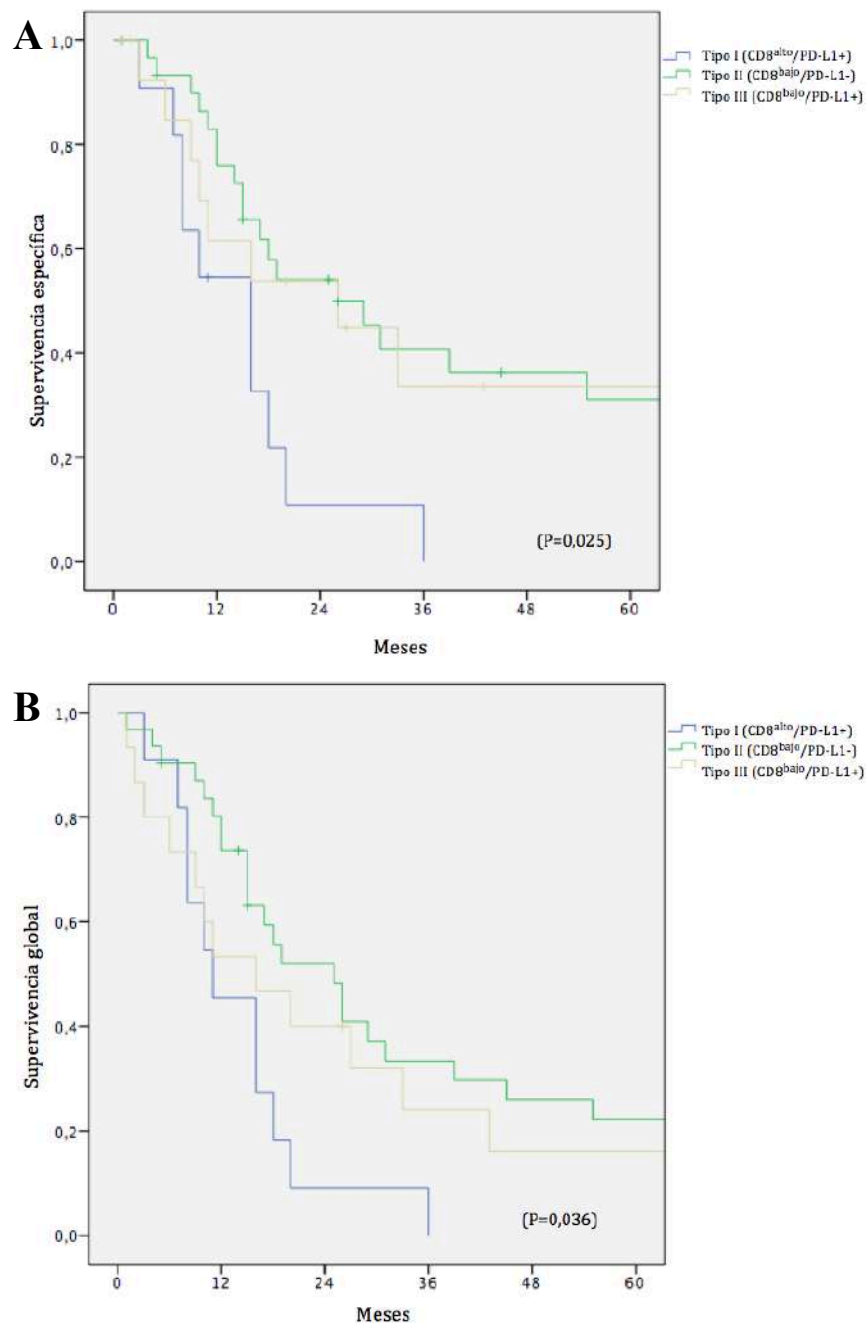 A
1,0
0,8
0,6
0,4
0,2
0,0
Supervivencia específica
0 12 24 36 48 60
Meses
(P=0,025)
Tipo I (CD8alto/PD-L1+)
Tipo II (CD8bajo/PD-L1-)
Tipo III (CD8bajo/PD-L1+)
B
1,0
0,8
0,6
0,4
0,2
0,0
Supervivencia global
0 12 24 36 48 60
Meses
(P=0,036)
Tipo I (CD8alto/PD-L1+)
Tipo II (CD8bajo/PD-L1-)
Tipo III (CD8bajo/PD-L1+)